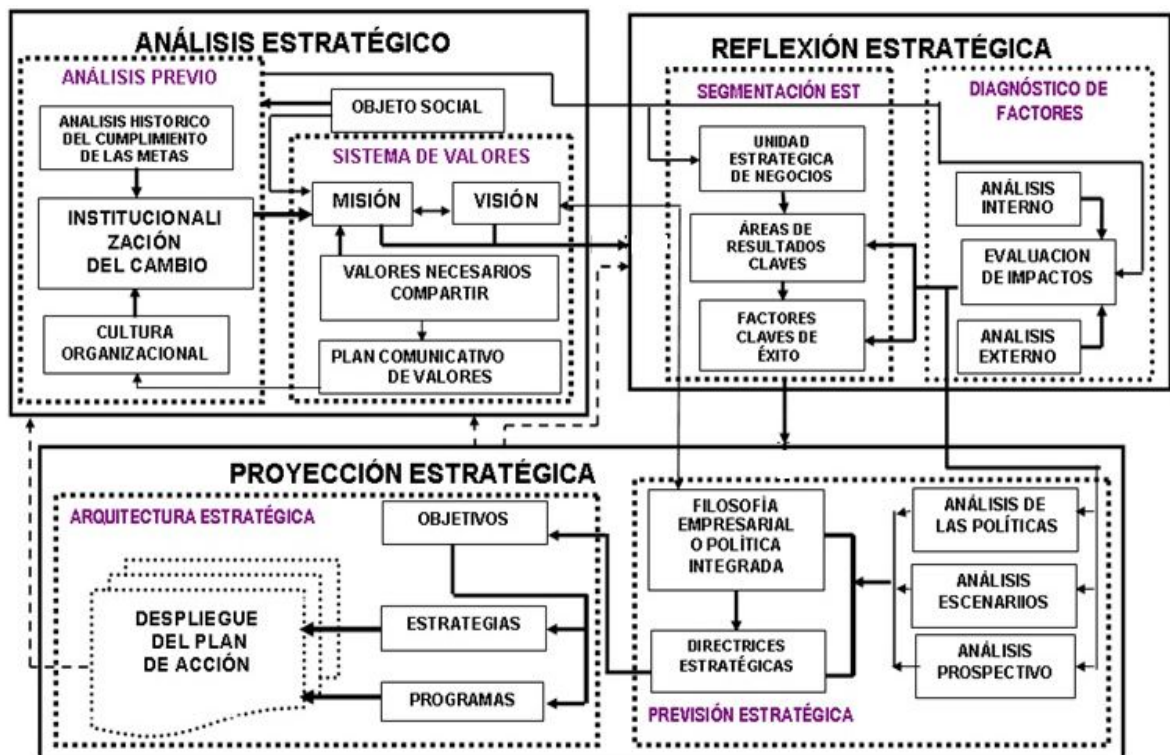 ANÁLISIS ESTRATÉGICO
ANÁLISIS PREVIO
ANALISIS HISTORICO
DEL CUMPLIMIENTO
DE LAS METAS
INSTITUCIONALI
ZACIÓN
DEL CAMBIO
CULTURA
ORGANIZACIONAL
OBJETO SOCIAL
SISTEMA DE VALORES
MISIÓN
VISIÓN
VALORES NECESARIOS
COMPARTIR
PLAN COMUNICATIVO
DE VALORES
REFLEXIÓN ESTRATÉGICA
SEGMENTACIÓN EST
UNIDAD
ESTRATEGICA
DE NEGOCIOS
ÁREAS DE
RESULTADOS
CLAVES
FACTORES
CLAVES DE
ÉXITO
DIAGNÓSTICO DE
FACTORES
ANÁLISIS
INTERNO
EVALUACION
DE IMPACTOS
ANALISIS
EXTERNO
PROYECCIÓN ESTRATÉGICA
ARQUITECTURA ESTRATÉGICA
OBJETIVOS
DESPLIEGUE
DEL PLAN
DE ACCIÓN
ESTRATEGIAS
PROGRAMAS
FILOSOFÍA
EMPRESARIAL
O POLÍTICA
INTEGRADA
DIRECTRICES
ESTRATÉGICAS
PREVISIÓN ESTRATÉGICA
ANÁLISIS DE
LAS POLÍTICAS
ANÁLISIS
ESCENARIIOS
ANÁLISIS
PROSPECTIVO